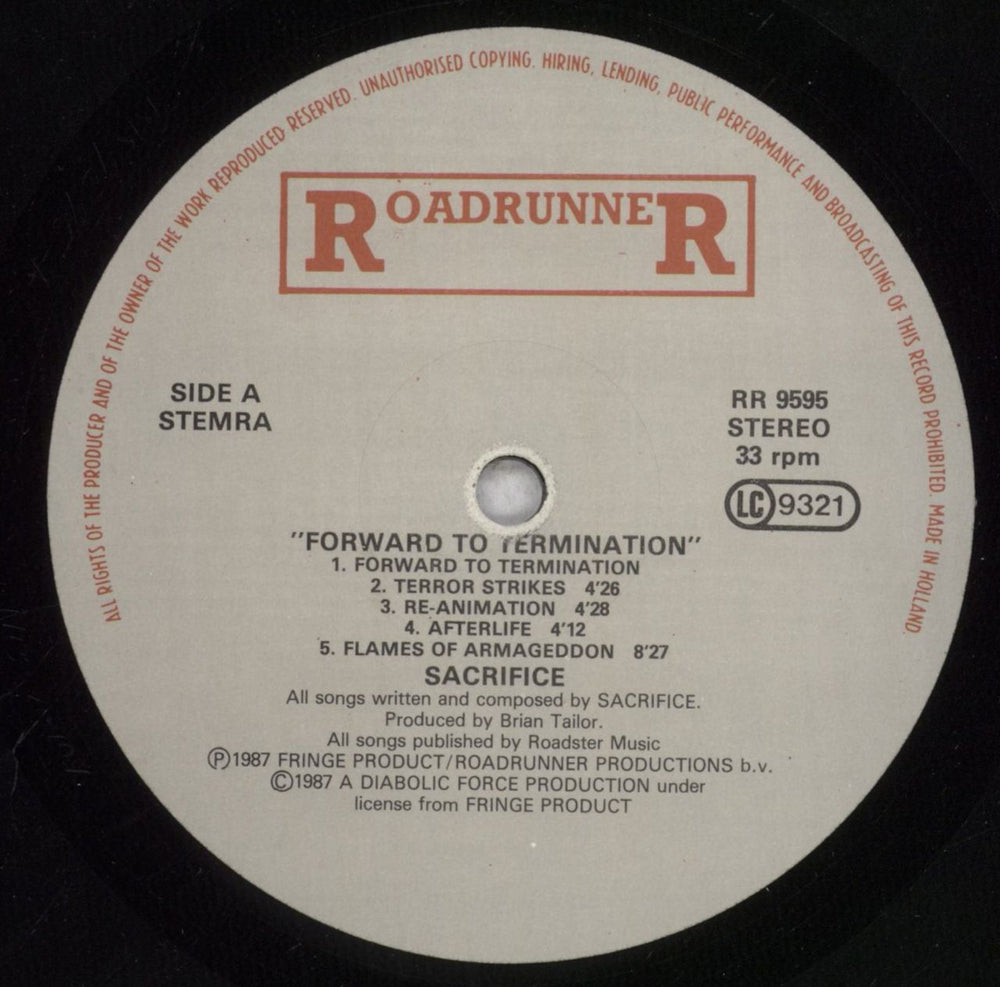 ALL RIGHTS OF THE PRODUCER AND OF THE OWNER OF THE WORK REPRODUCED RESERVED. UNAUTHORISED COPYING, HIRING, LENDING, PUBLIC PERFORMANCE AND BROADCASTING OF THIS RECORD PROHIBITED. MADE IN HOLLAND.
ROADRUNNER
SIDE A
STEMRA
RR 9595
STEREO
33 rpm
LC 9321
"FORWARD TO TERMINATION"
1. FORWARD TO TERMINATION
2. TERROR STRIKES 4'26
3. RE-ANIMATION 4'28
4. AFTERLIFE 4'12
5. FLAMES OF ARMAGEDDON 8'27
SACRIFICE
All songs written and composed by SACRIFICE.
Produced by Brian Tailor.
All songs published by Roadster Music
Ⓟ1987 FRINGE PRODUCT/ROADRUNNER PRODUCTIONS b.v.
©1987 A DIABOLIC FORCE PRODUCTION under
license from FRINGE PRODUCT